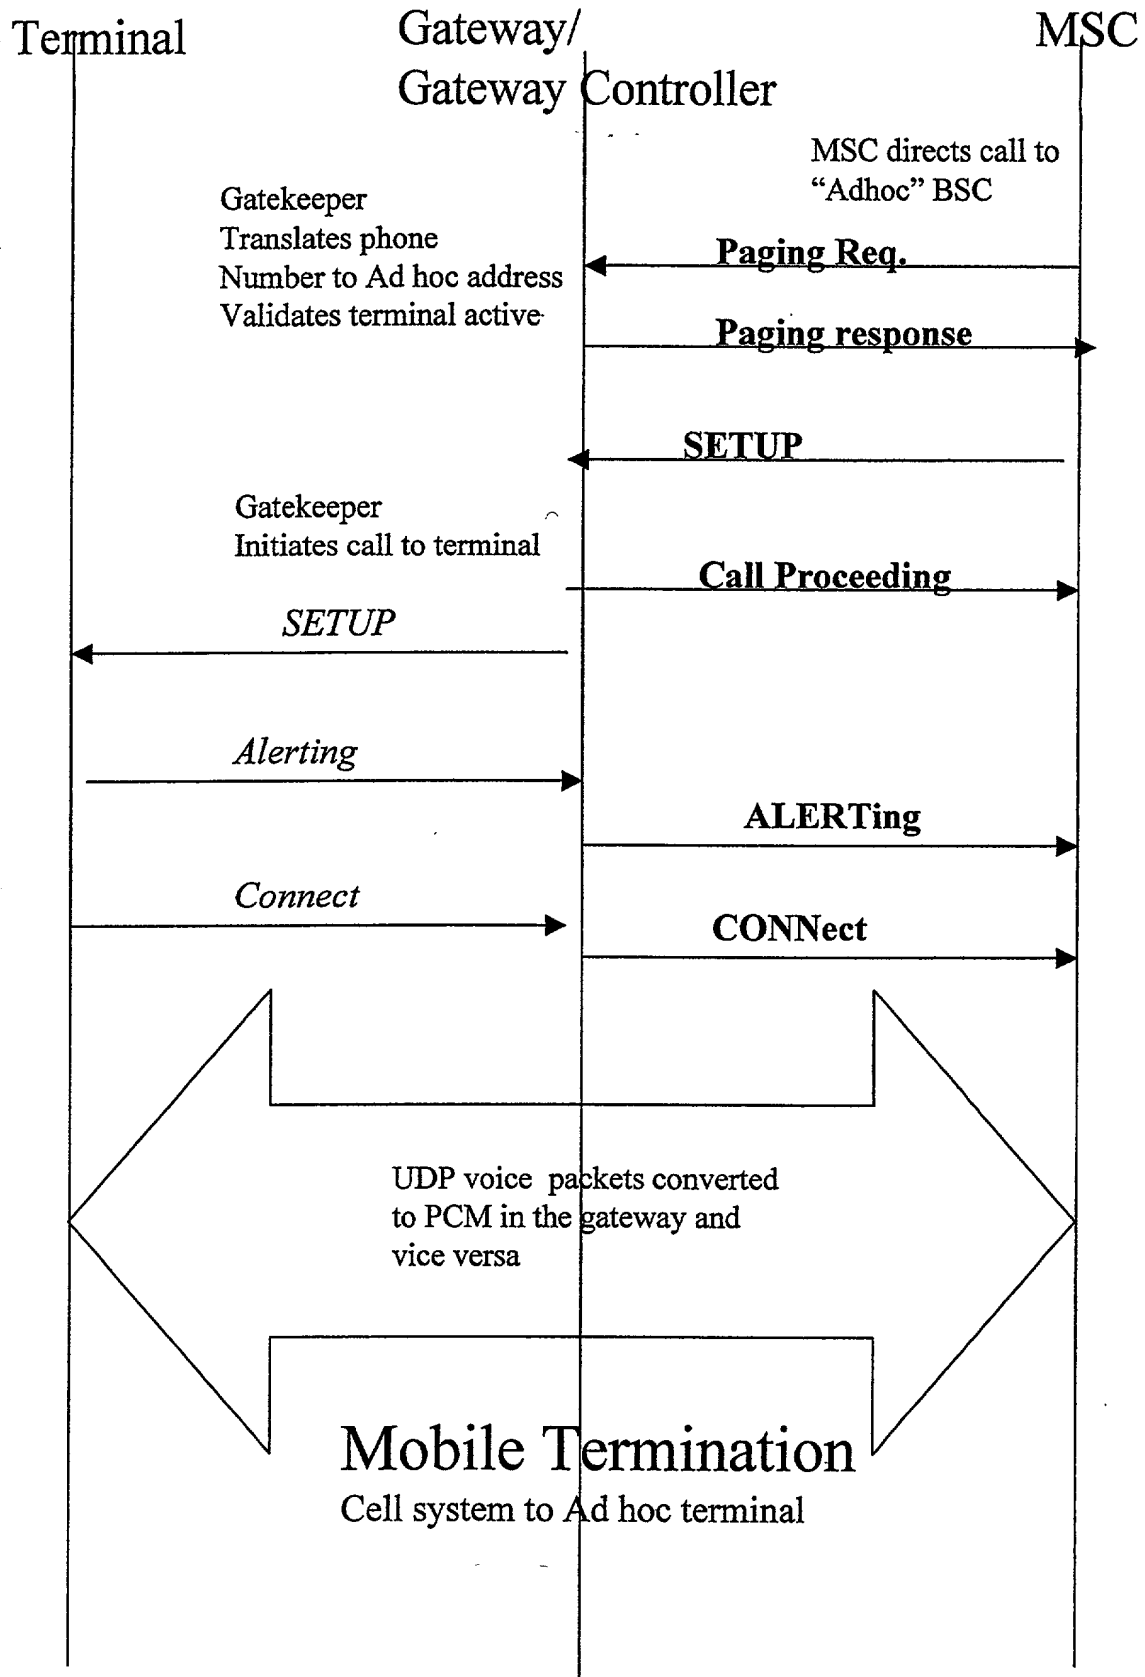 Terminal
Gateway/
Gateway Controller
MSC
MSC directs call to
“Adhoc” BSC
Gatekeeper
Translates phone
Number to Ad hoc address
Validates terminal active
Paging Req.
Paging response
SETUP
Gatekeeper
Initiates call to terminal
Call Proceeding
SETUP
Alerting
ALERTing
Connect
CONNect
UDP voice packets converted
to PCM in the gateway and
vice versa
Mobile Termination
Cell system to Ad hoc terminal